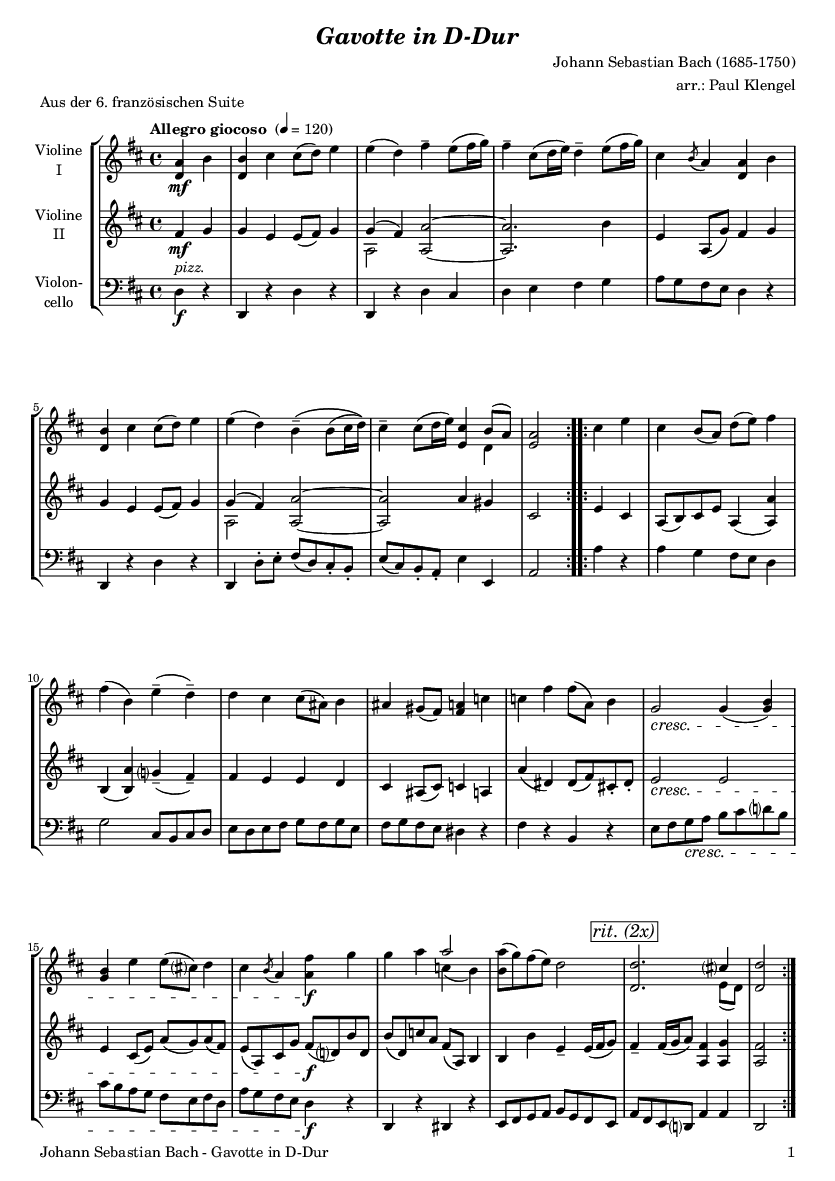 Gavotte in D-Dur
Johann Sebastian Bach (1685-1750)
arr.: Paul Klengel
Aus der 6. französischen Suite
Allegro giocoso (♩ = 120)
Violine
I
mf
Violine
II
mf
pizz.
Violon-
cello
f
5
10
cresc.
cresc.
cresc.
15
rit. (2x)
f
f
f
Johann Sebastian Bach - Gavotte in D-Dur
1